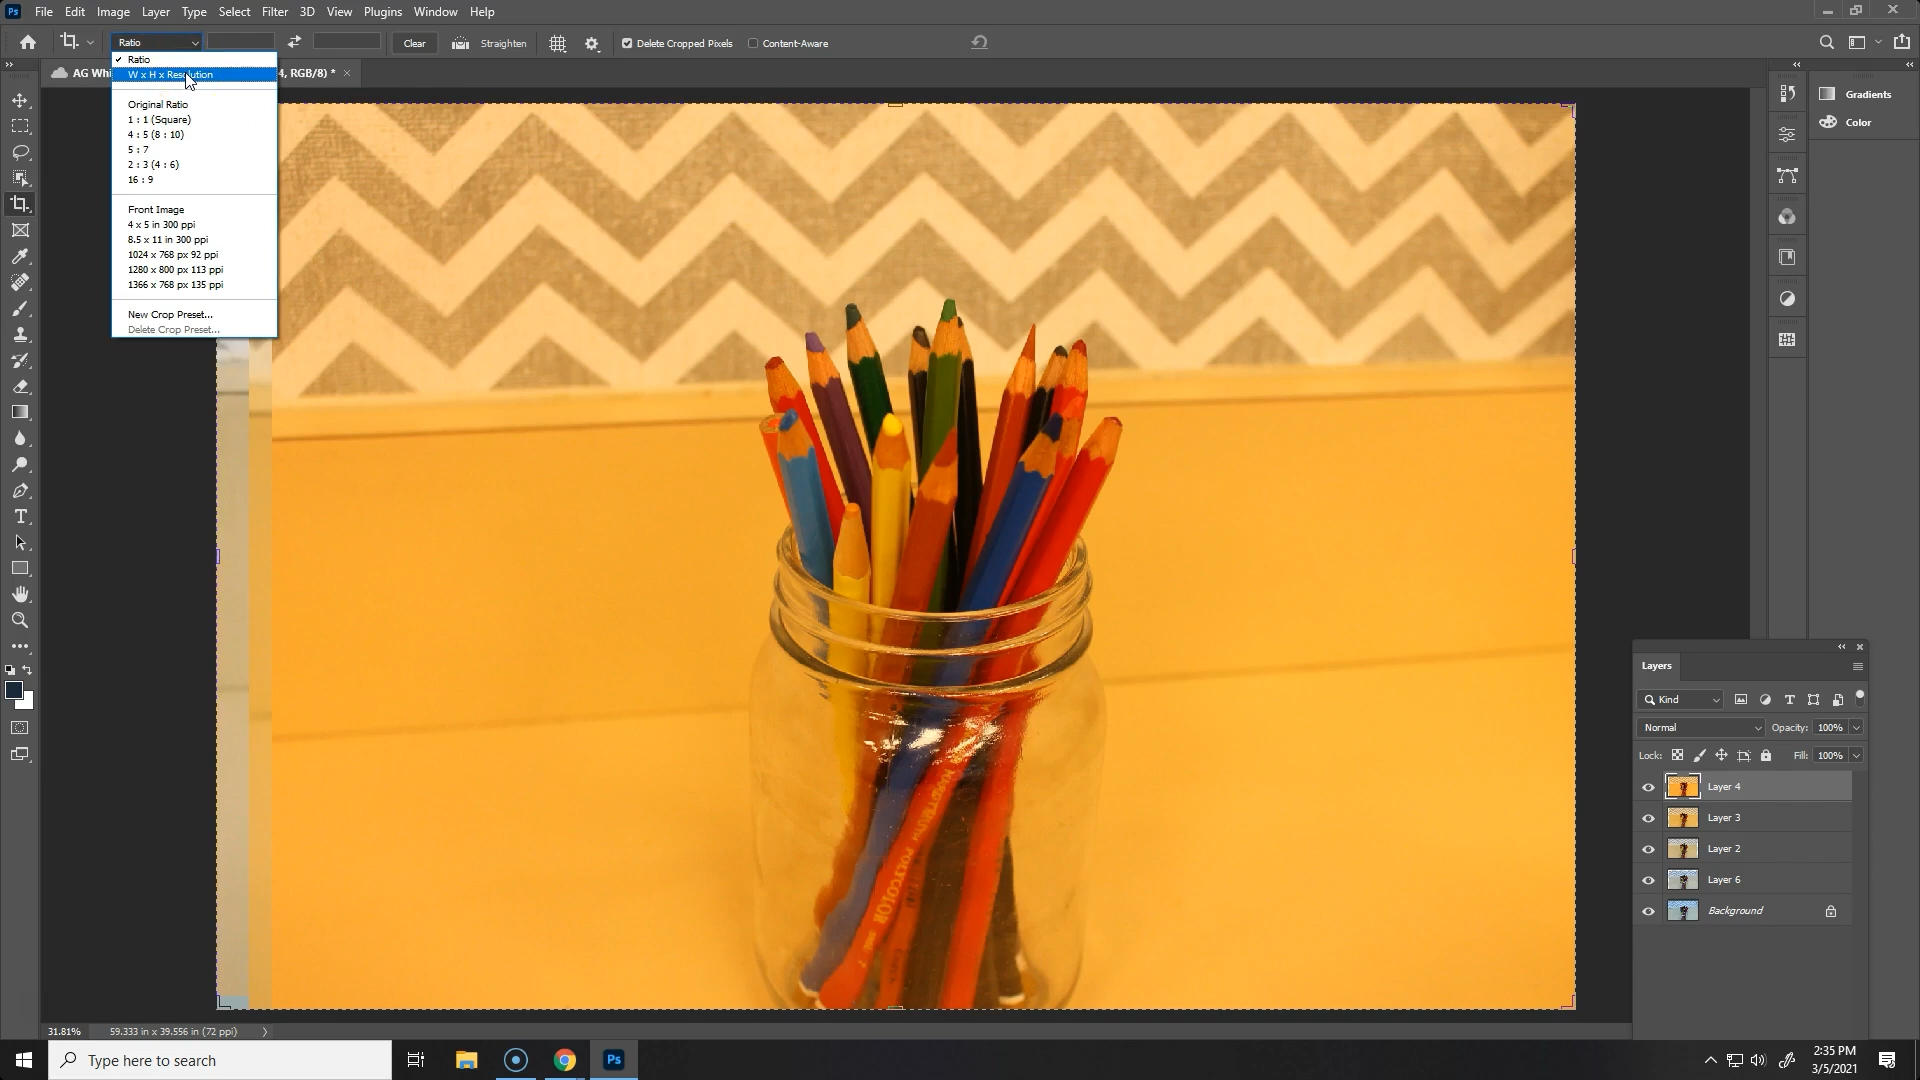 Ps File Edit Image Layer Type Select Filter 3D View Plugins Window Help
Ratio Clear Straighten Delete Cropped Pixels Content-Aware
AG Whi 4, RGB/8) *
Ratio
W x H x Resolution
Original Ratio
1 : 1 (Square)
4 : 5 (8 : 10)
5 : 7
2 : 3 (4 : 6)
16 : 9
Front Image
4 x 5 in 300 ppi
8.5 x 11 in 300 ppi
1024 x 768 px 92 ppi
1280 x 800 px 113 ppi
1366 x 768 px 135 ppi
New Crop Preset...
Delete Crop Preset...
Gradients
Color
POLYCOLOR
Layers
Kind
Normal Opacity: 100%
Lock: Fill: 100%
Layer 4
Layer 3
Layer 2
Layer 6
Background
31.81% 59.333 in x 39.556 in (72 ppi)
Type here to search
Ps
2:35 PM
3/5/2021